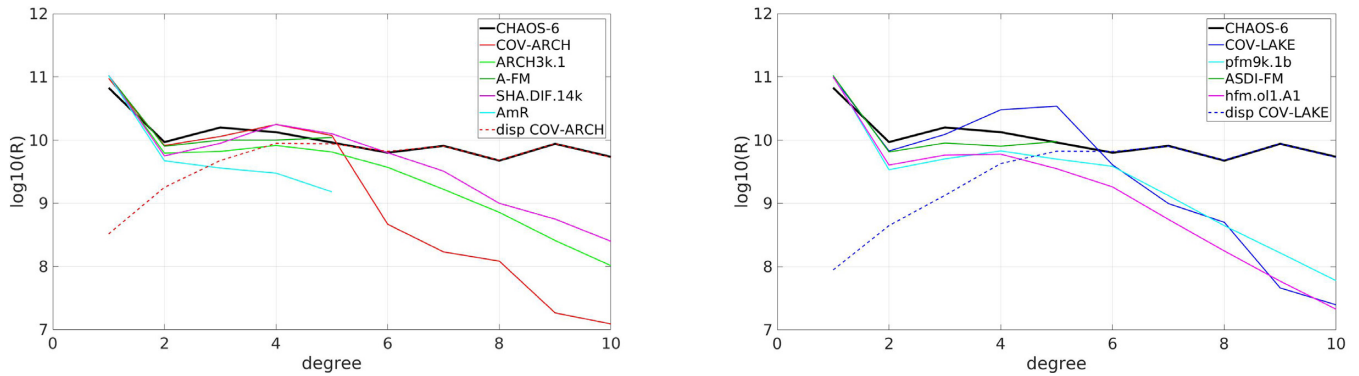 12
11
10
9
8
7
log10(R)
0
2
4
6
8
10
degree
CHAOS-6
COV-ARCH
ARCH3k.1
A-FM
SHA.DIF.14k
AmR
disp COV-ARCH
12
11
10
9
8
7
log10(R)
0
2
4
6
8
10
degree
CHAOS-6
COV-LAKE
pfm9k.1b
ASDI-FM
hfm.ol1.A1
disp COV-LAKE